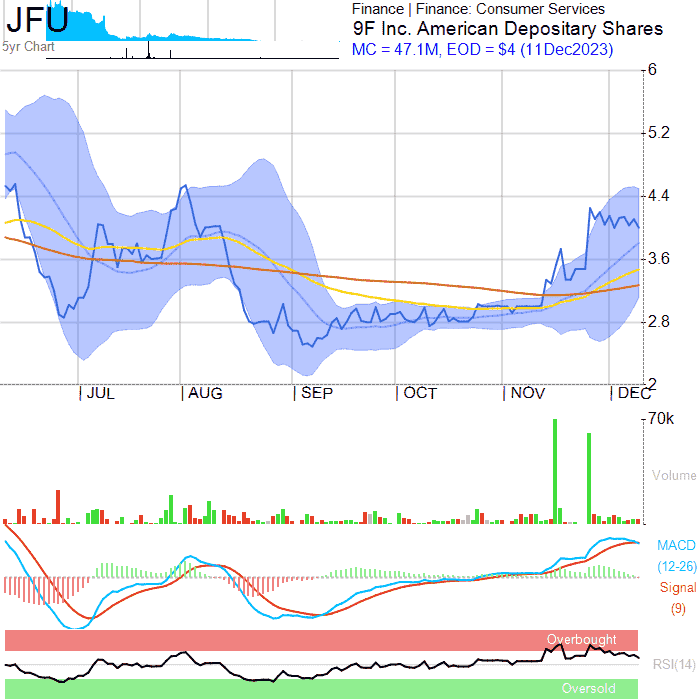 JFU
5yr Chart
Finance | Finance: Consumer Services
9F Inc. American Depositary Shares
MC = 47.1M, EOD = $4 (11Dec2023)
6
5.2
4.4
3.6
2.8
2
| JUL | AUG | SEP | OCT | NOV | DEC
70k
Volume
MACD
(12-26)
Signal
(9)
Overbought
RSI(14)
Oversold